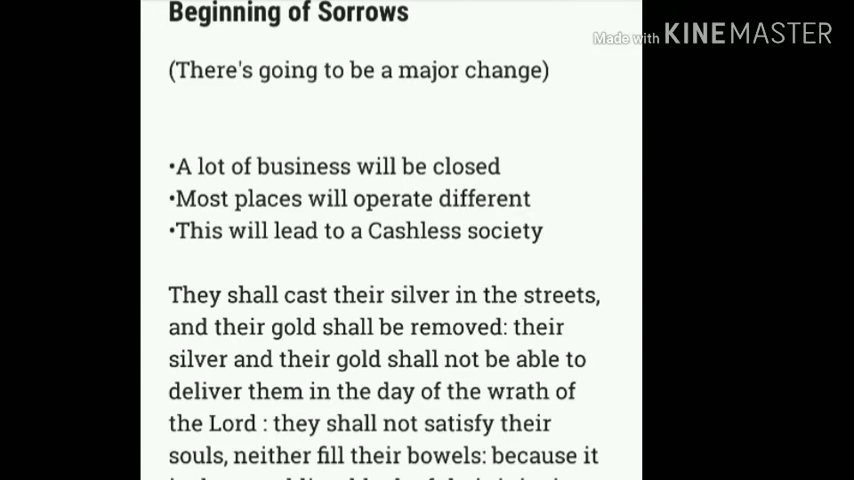 Beginning of Sorrows
Made with KINEMASTER
(There's going to be a major change)
•A lot of business will be closed
•Most places will operate different
•This will lead to a Cashless society
They shall cast their silver in the streets,
and their gold shall be removed: their
silver and their gold shall not be able to
deliver them in the day of the wrath of
the Lord : they shall not satisfy their
souls, neither fill their bowels: because it